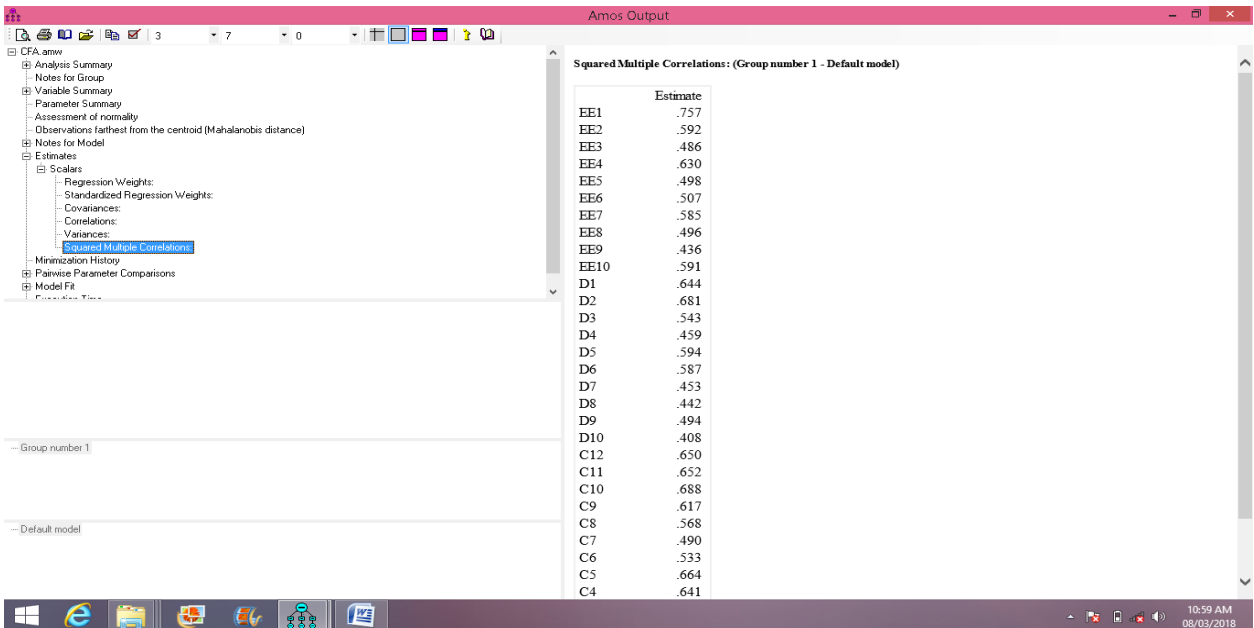 Amos Output
3 7 0
CFA.amw
Analysis Summary
Notes for Group
Variable Summary
Parameter Summary
Assessment of normality
Observations farthest from the centroid (Mahalanobis distance)
Notes for Model
Estimates
Scalars
Regression Weights:
Standardized Regression Weights:
Covariances:
Correlations:
Variances:
Squared Multiple Correlations:
Minimization History
Pairwise Parameter Comparisons
Model Fit
Execution Time
Group number 1
Default model
Squared Multiple Correlations: (Group number 1 - Default model)
Estimate
EE1 .757
EE2 .592
EE3 .486
EE4 .630
EE5 .498
EE6 .507
EE7 .585
EE8 .496
EE9 .436
EE10 .591
D1 .644
D2 .681
D3 .543
D4 .459
D5 .594
D6 .587
D7 .453
D8 .442
D9 .494
D10 .408
C12 .650
C11 .652
C10 .688
C9 .617
C8 .568
C7 .490
C6 .533
C5 .664
C4 .641
10:59 AM
08/03/2018